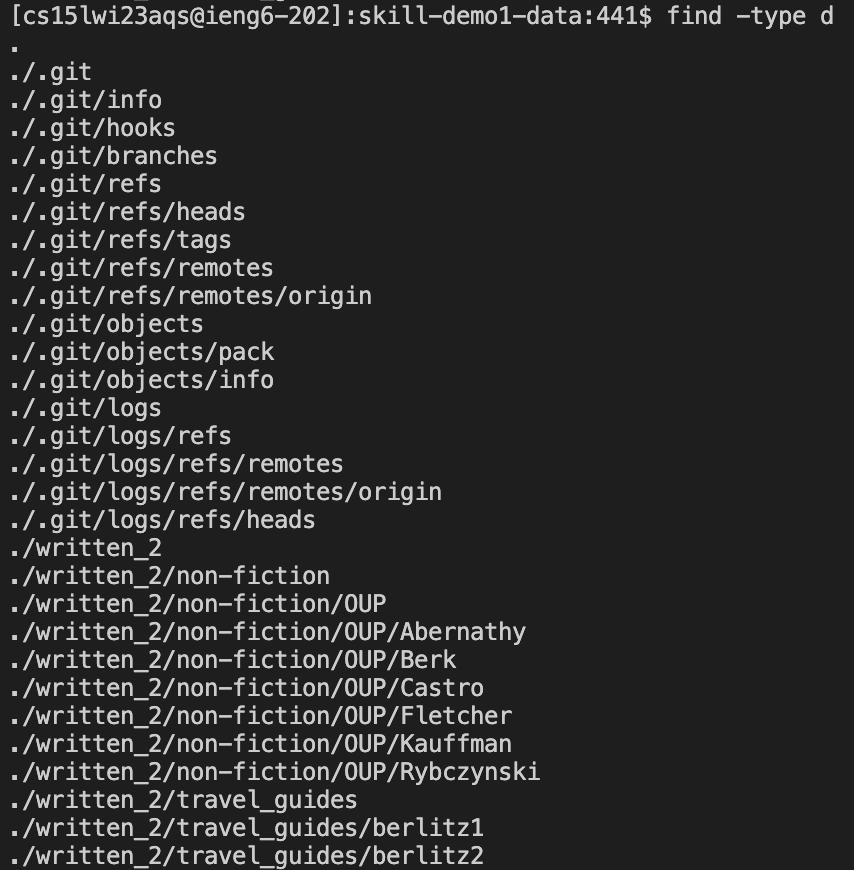 [cs15lwi23aqs@ieng6-202]:skill-demo1-data:441$ find -type d
.
./.git
./.git/info
./.git/hooks
./.git/branches
./.git/refs
./.git/refs/heads
./.git/refs/tags
./.git/refs/remotes
./.git/refs/remotes/origin
./.git/objects
./.git/objects/pack
./.git/objects/info
./.git/logs
./.git/logs/refs
./.git/logs/refs/remotes
./.git/logs/refs/remotes/origin
./.git/logs/refs/heads
./written_2
./written_2/non-fiction
./written_2/non-fiction/OUP
./written_2/non-fiction/OUP/Abernathy
./written_2/non-fiction/OUP/Berk
./written_2/non-fiction/OUP/Castro
./written_2/non-fiction/OUP/Fletcher
./written_2/non-fiction/OUP/Kauffman
./written_2/non-fiction/OUP/Rybczynski
./written_2/travel_guides
./written_2/travel_guides/berlitz1
./written_2/travel_guides/berlitz2